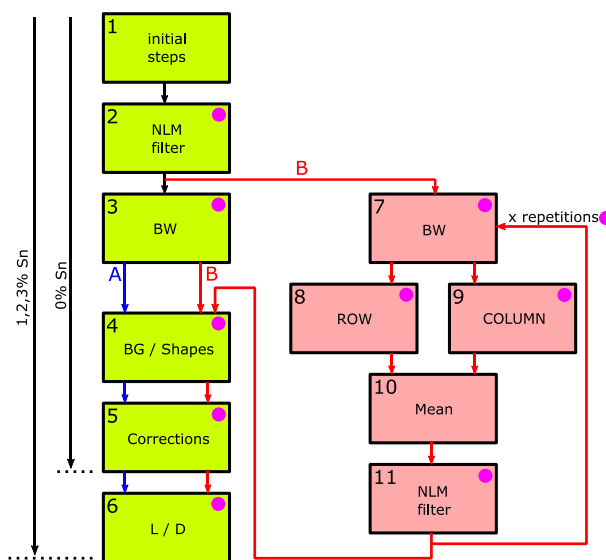 1
initial
steps
2
NLM
filter
B
3
BW
7
BW
x repetitions
A
B
1,2,3% Sn
0% Sn
4
BG / Shapes
8
ROW
9
COLUMN
5
Corrections
10
Mean
6
L / D
11
NLM
filter